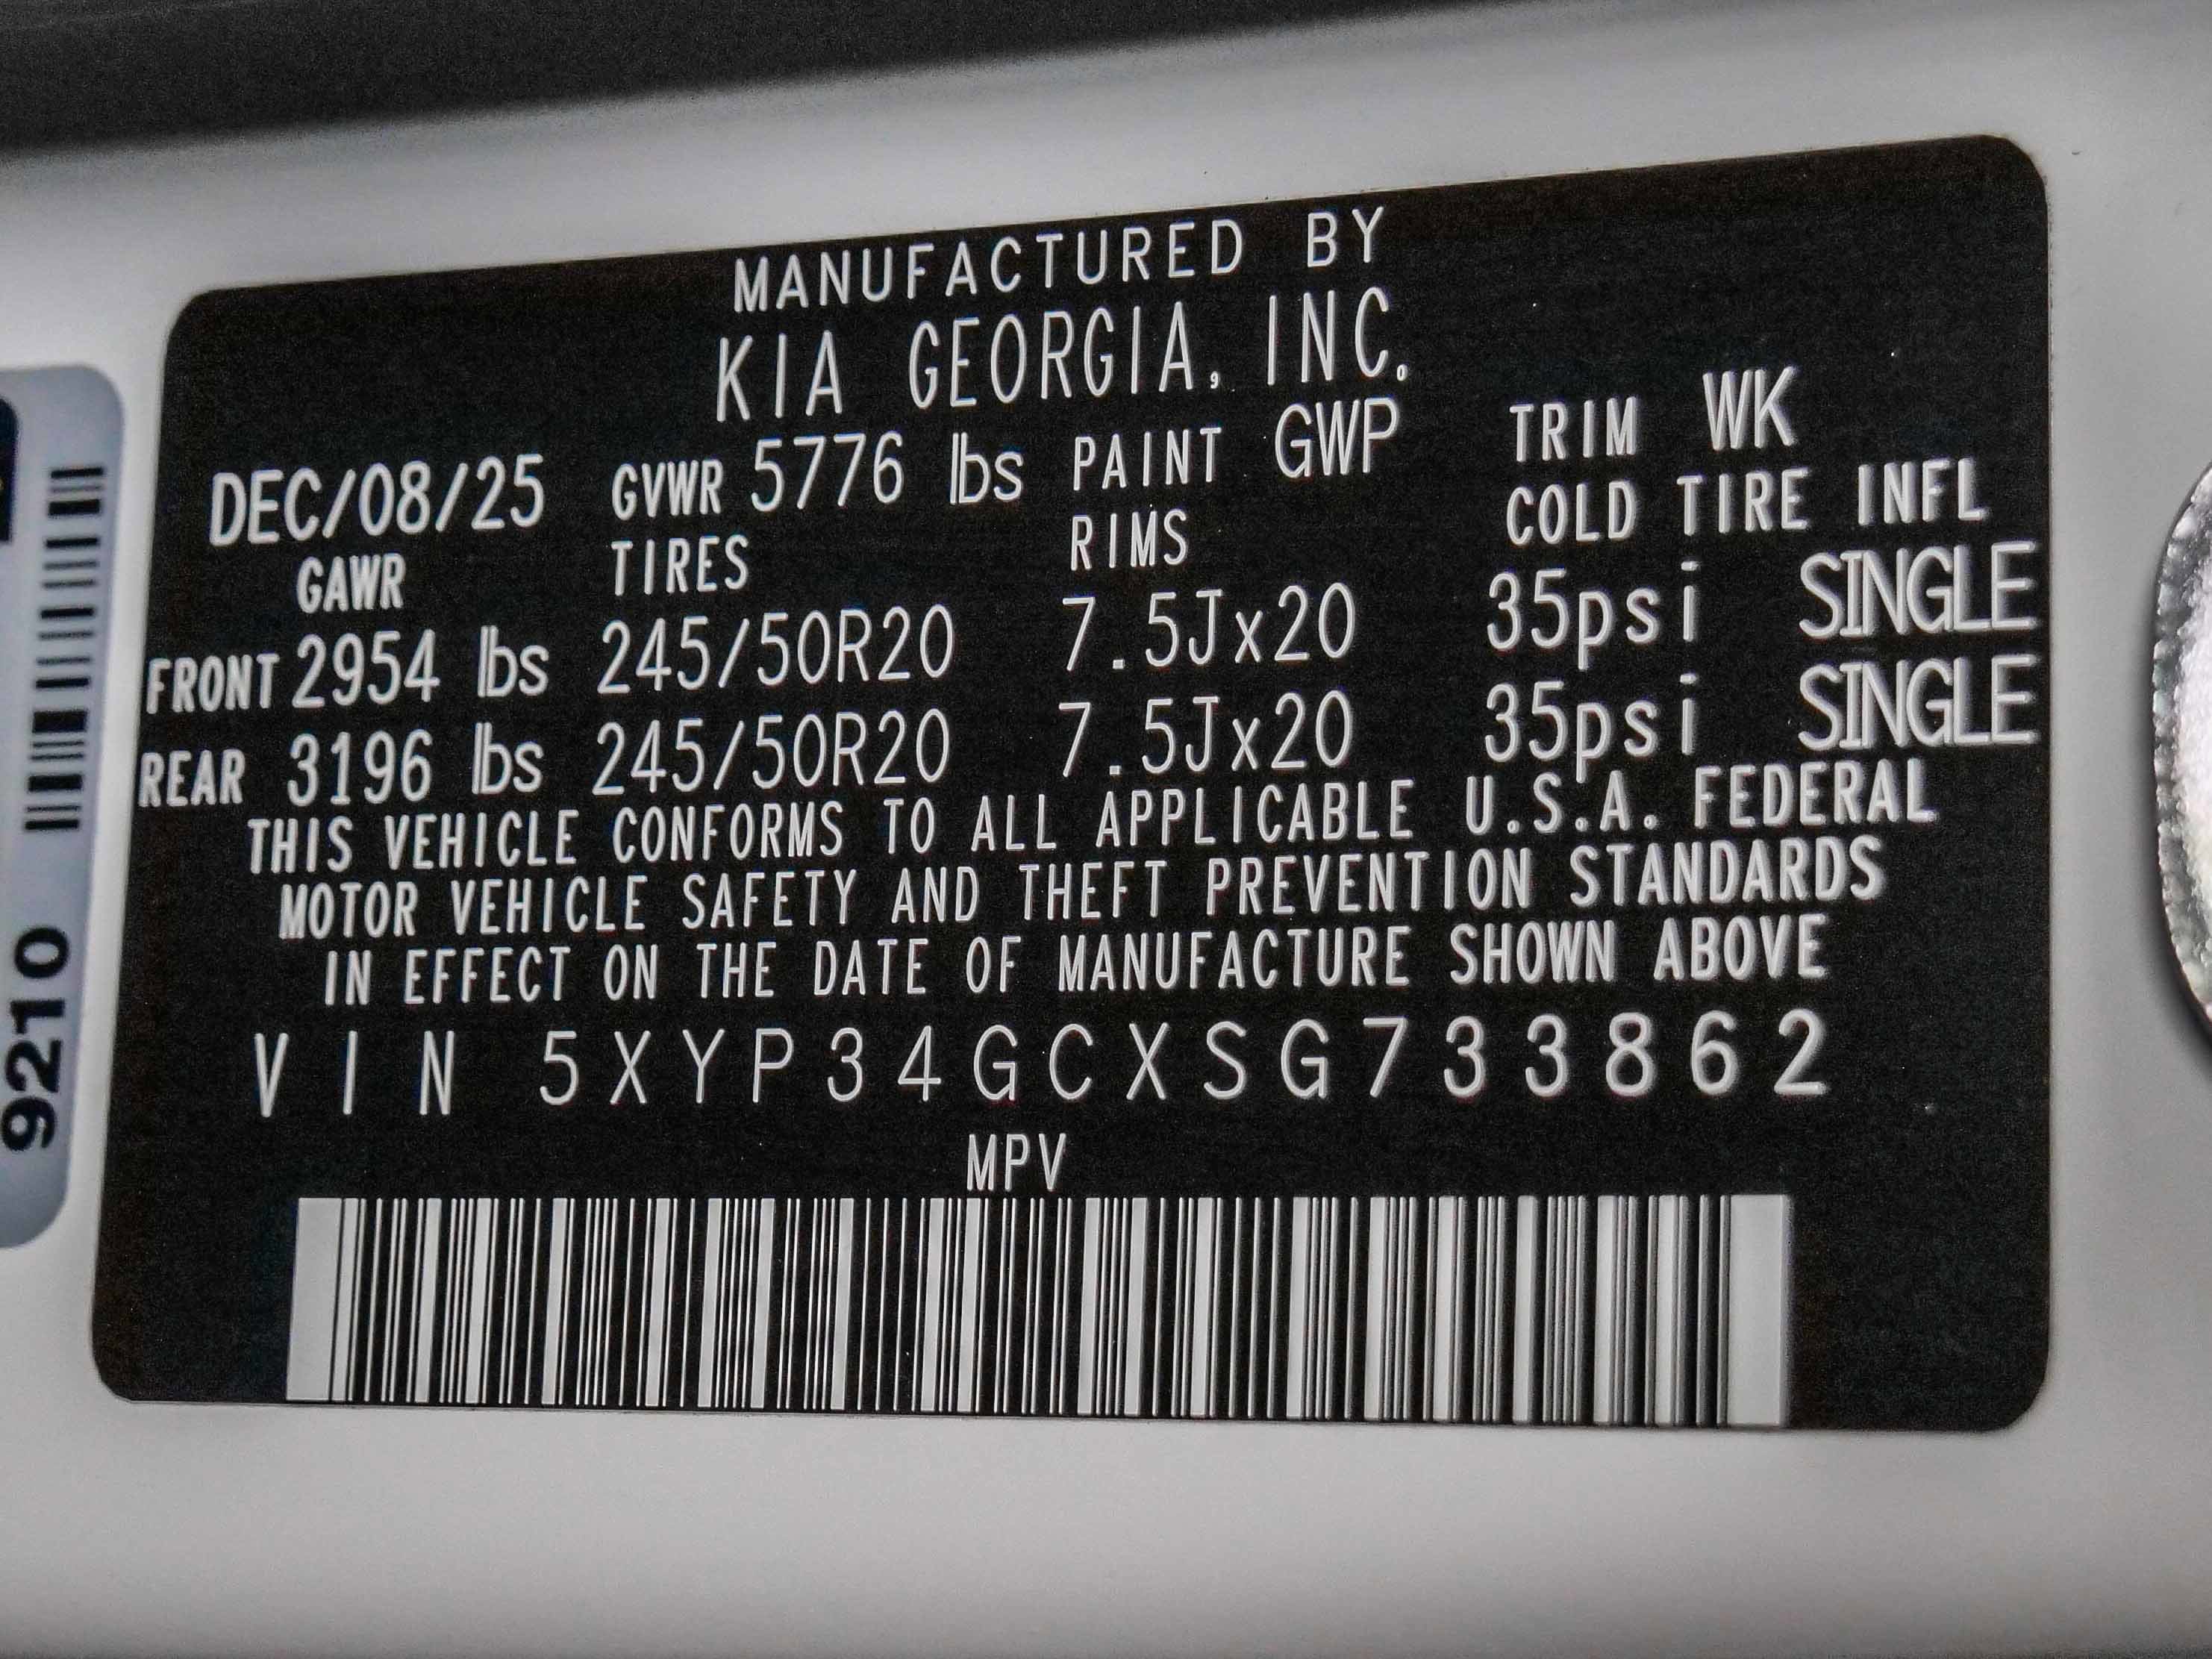 MANUFACTURED BY
KIA GEORGIA, INC.
DEC/08/25 GVWR 5776 lbs PAINT GWP TRIM WK
GAWR TIRES RIMS COLD TIRE INFL
FRONT 2954 lbs 245/50R20 7.5Jx20 35psi SINGLE
REAR 3196 lbs 245/50R20 7.5Jx20 35psi SINGLE
THIS VEHICLE CONFORMS TO ALL APPLICABLE U.S.A. FEDERAL
MOTOR VEHICLE SAFETY AND THEFT PREVENTION STANDARDS
IN EFFECT ON THE DATE OF MANUFACTURE SHOWN ABOVE
VIN 5XYP34GCXSG733862
MPV
9210